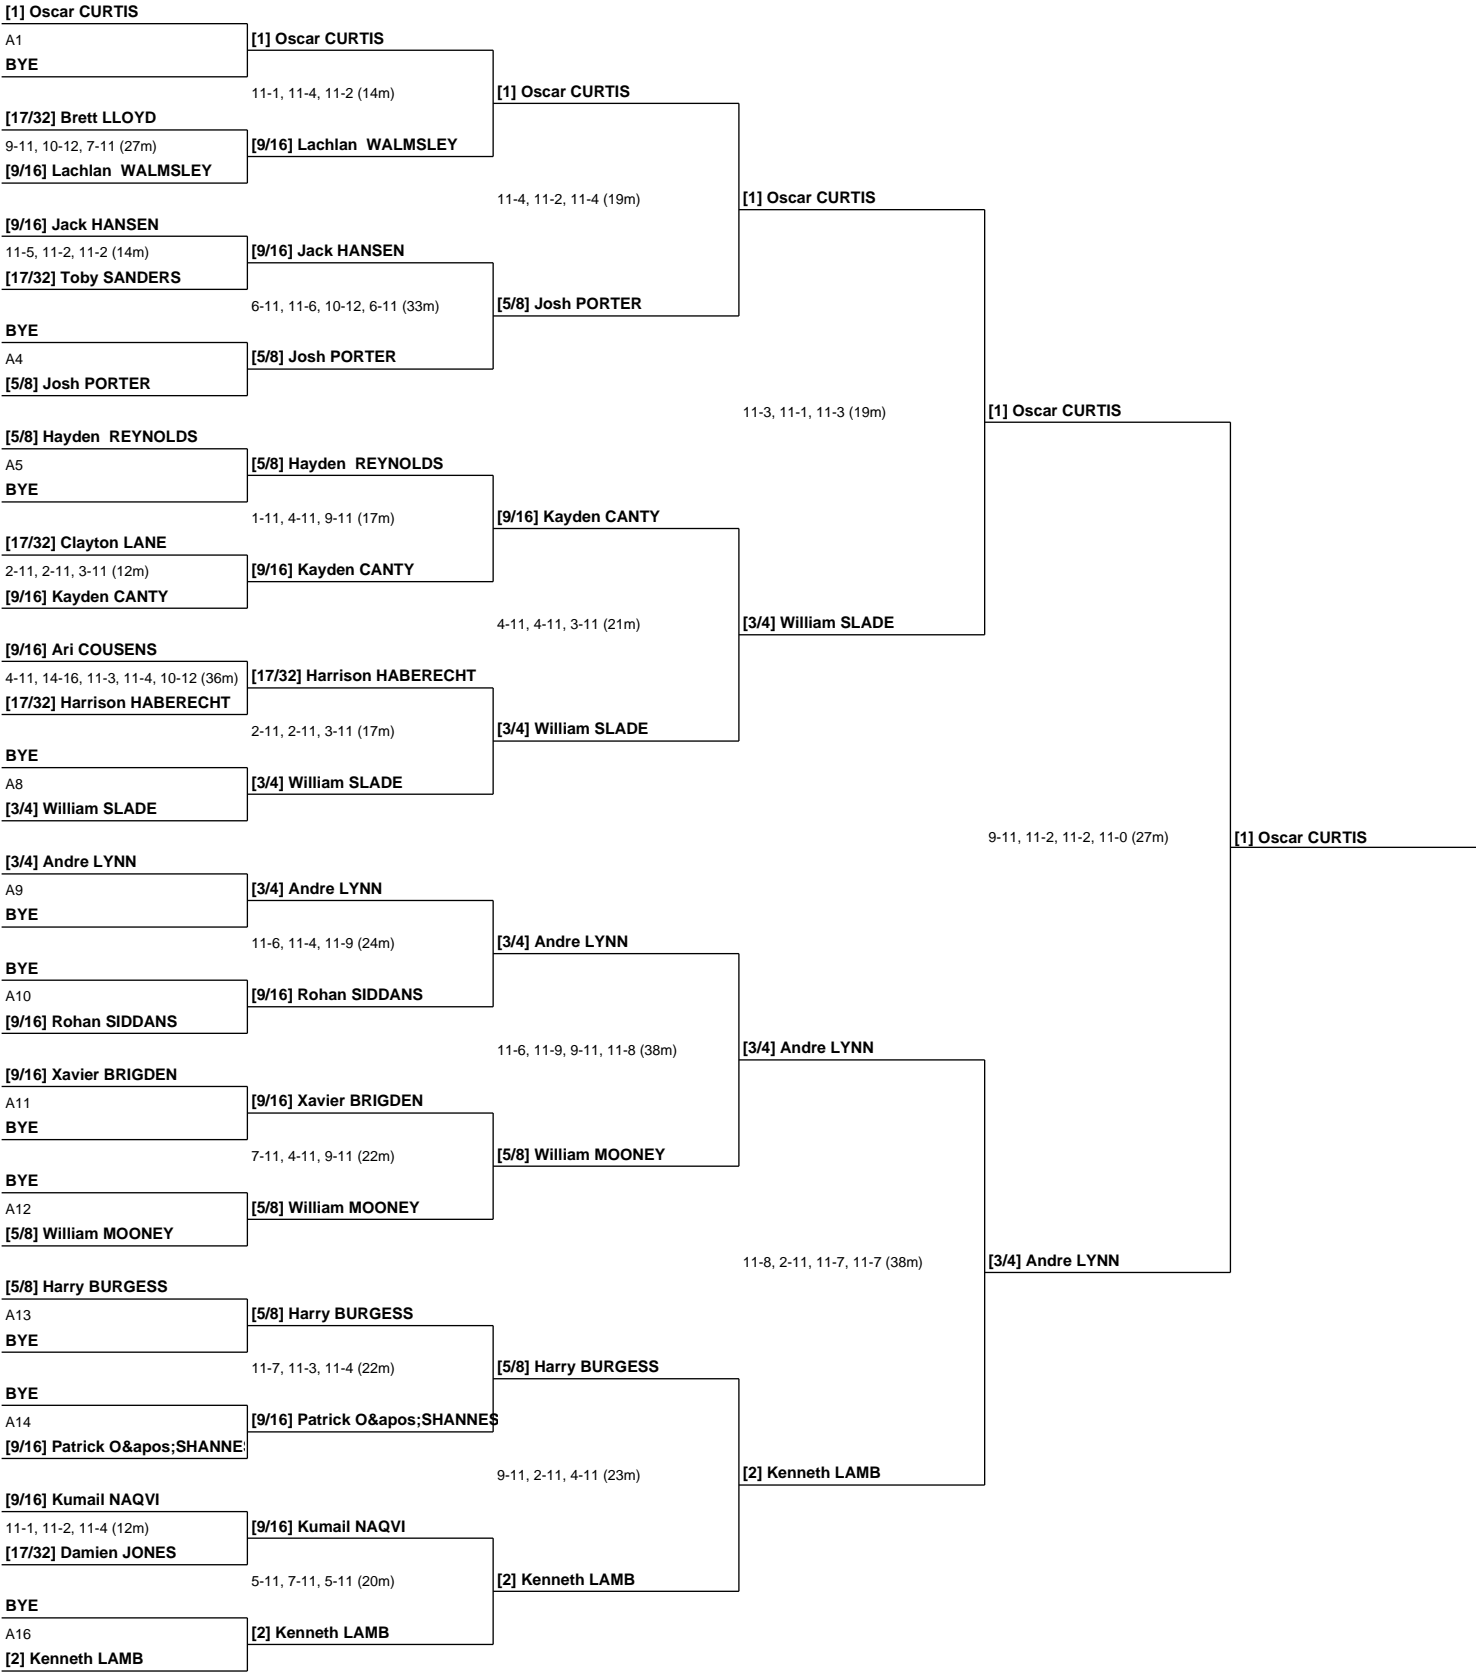 [1] Oscar CURTIS
A1
BYE
[17/32] Brett LLOYD
9-11, 10-12, 7-11 (27m)
[9/16] Lachlan  WALMSLEY
[9/16] Jack HANSEN
11-5, 11-2, 11-2 (14m)
[17/32] Toby SANDERS
BYE
A4
[5/8] Josh PORTER
[5/8] Hayden  REYNOLDS
A5
BYE
[17/32] Clayton LANE
2-11, 2-11, 3-11 (12m)
[9/16] Kayden CANTY
[9/16] Ari COUSENS
4-11, 14-16, 11-3, 11-4, 10-12 (36m)
[17/32] Harrison HABERECHT
BYE
A8
[3/4] William SLADE
[3/4] Andre LYNN
A9
BYE
BYE
A10
[9/16] Rohan SIDDANS
[9/16] Xavier BRIGDEN
A11
BYE
BYE
A12
[5/8] William MOONEY
[5/8] Harry BURGESS
A13
BYE
BYE
A14
[9/16] Patrick O&apos;SHANNE
[9/16] Kumail NAQVI
11-1, 11-2, 11-4 (12m)
[17/32] Damien JONES
BYE
A16
[2] Kenneth LAMB
[1] Oscar CURTIS
11-1, 11-4, 11-2 (14m)
[9/16] Lachlan  WALMSLEY
[9/16] Jack HANSEN
6-11, 11-6, 10-12, 6-11 (33m)
[5/8] Josh PORTER
[5/8] Hayden  REYNOLDS
1-11, 4-11, 9-11 (17m)
[9/16] Kayden CANTY
[17/32] Harrison HABERECHT
2-11, 2-11, 3-11 (17m)
[3/4] William SLADE
[3/4] Andre LYNN
11-6, 11-4, 11-9 (24m)
[9/16] Rohan SIDDANS
[9/16] Xavier BRIGDEN
7-11, 4-11, 9-11 (22m)
[5/8] William MOONEY
[5/8] Harry BURGESS
11-7, 11-3, 11-4 (22m)
[9/16] Patrick O&apos;SHANNES
[9/16] Kumail NAQVI
5-11, 7-11, 5-11 (20m)
[2] Kenneth LAMB
[1] Oscar CURTIS
11-4, 11-2, 11-4 (19m)
[5/8] Josh PORTER
[9/16] Kayden CANTY
4-11, 4-11, 3-11 (21m)
[3/4] William SLADE
[3/4] Andre LYNN
11-6, 11-9, 9-11, 11-8 (38m)
[5/8] William MOONEY
[5/8] Harry BURGESS
9-11, 2-11, 4-11 (23m)
[2] Kenneth LAMB
[1] Oscar CURTIS
11-3, 11-1, 11-3 (19m)
[3/4] William SLADE
[3/4] Andre LYNN
11-8, 2-11, 11-7, 11-7 (38m)
[2] Kenneth LAMB
[1] Oscar CURTIS
9-11, 11-2, 11-2, 11-0 (27m)
[3/4] Andre LYNN
[1] Oscar CURTIS